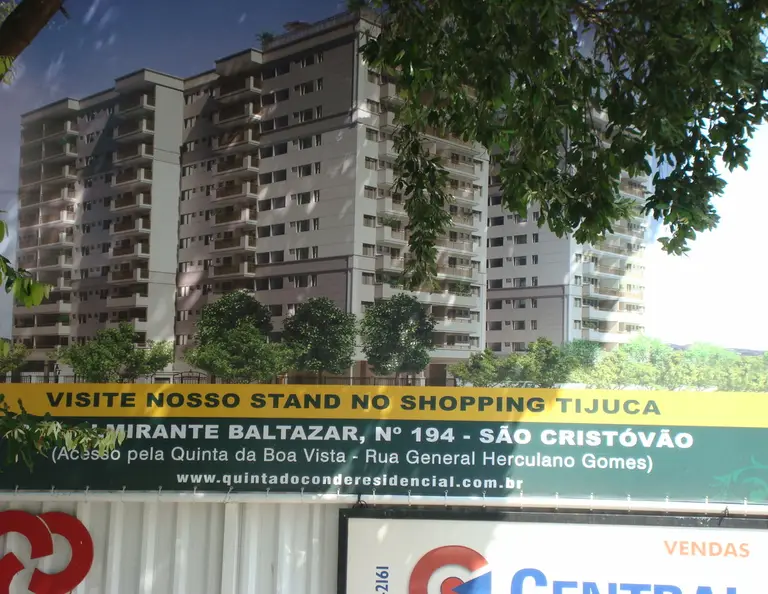 VISITE NOSSO STAND NO SHOPPING TIJUCA
MIRANTE BALTAZAR, Nº 194 - SÃO CRISTÓVÃO
(Acesso pela Quinta da Boa Vista - Rua General Herculano Gomes)
www.quintadoconderesidencial.com.br
VENDAS
-2161
CENTRAL